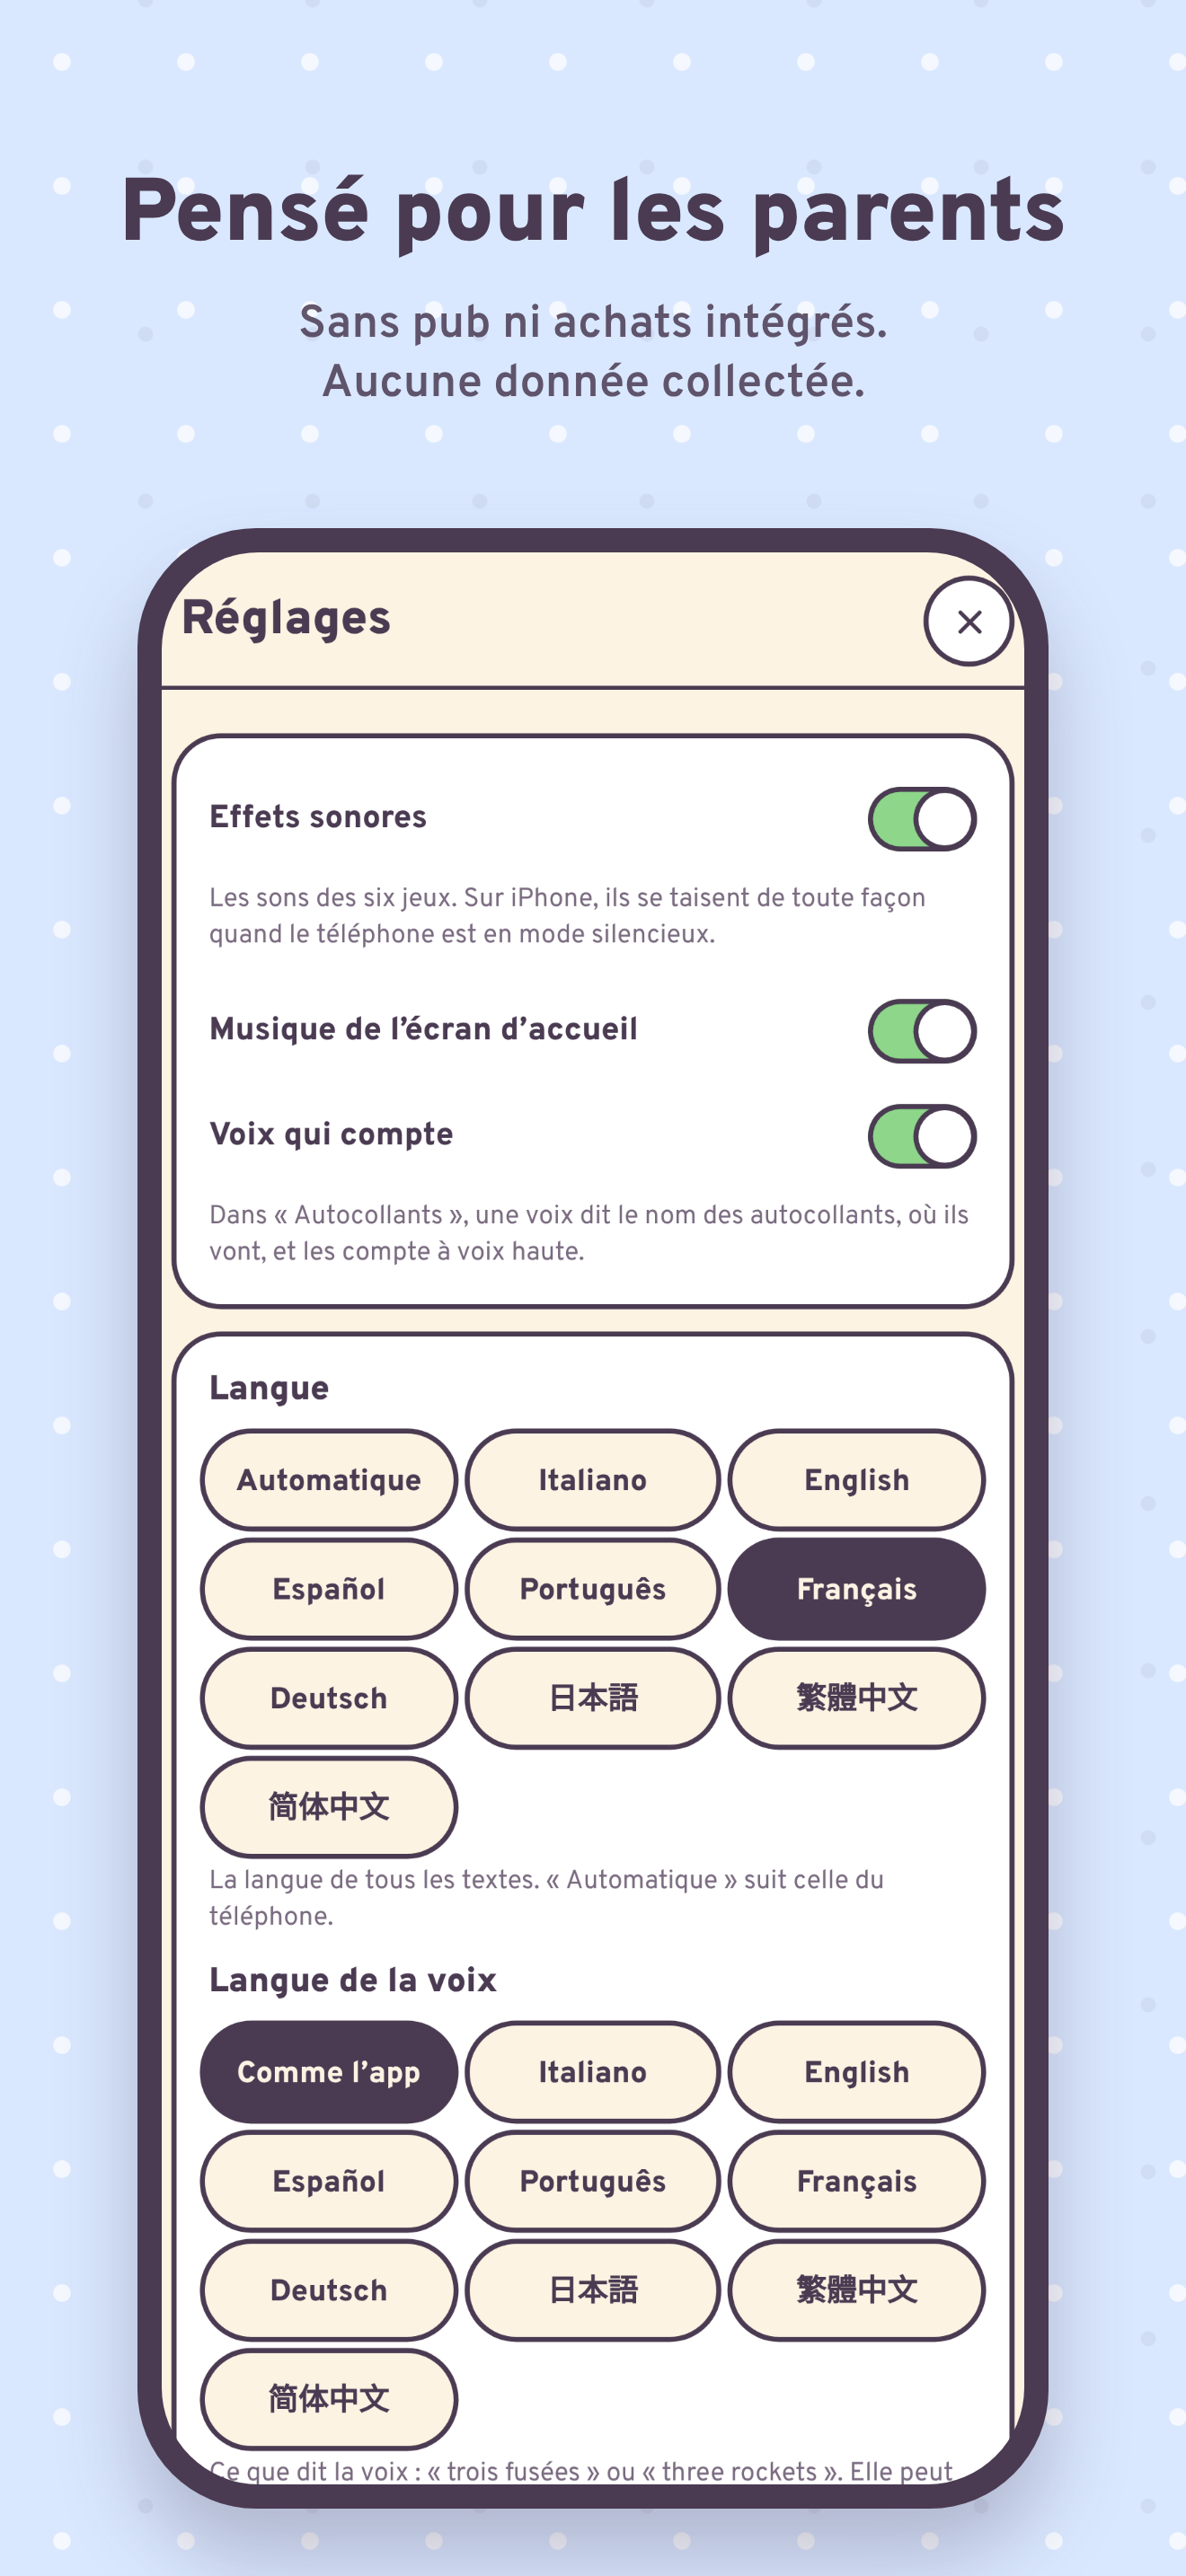 Pensé pour les parents
Sans pub ni achats intégrés.
Aucune donnée collectée.
Réglages
Effets sonores
Les sons des six jeux. Sur iPhone, ils se taisent de toute façon
quand le téléphone est en mode silencieux.
Musique de l’écran d’accueil
Voix qui compte
Dans « Autocollants », une voix dit le nom des autocollants, où ils
vont, et les compte à voix haute.
Langue
Automatique
Italiano
English
Español
Português
Français
Deutsch
日本語
繁體中文
简体中文
La langue de tous les textes. « Automatique » suit celle du
téléphone.
Langue de la voix
Comme l’app
Italiano
English
Español
Português
Français
Deutsch
日本語
繁體中文
简体中文
Ce que dit la voix : « trois fusées » ou « three rockets ». Elle peut